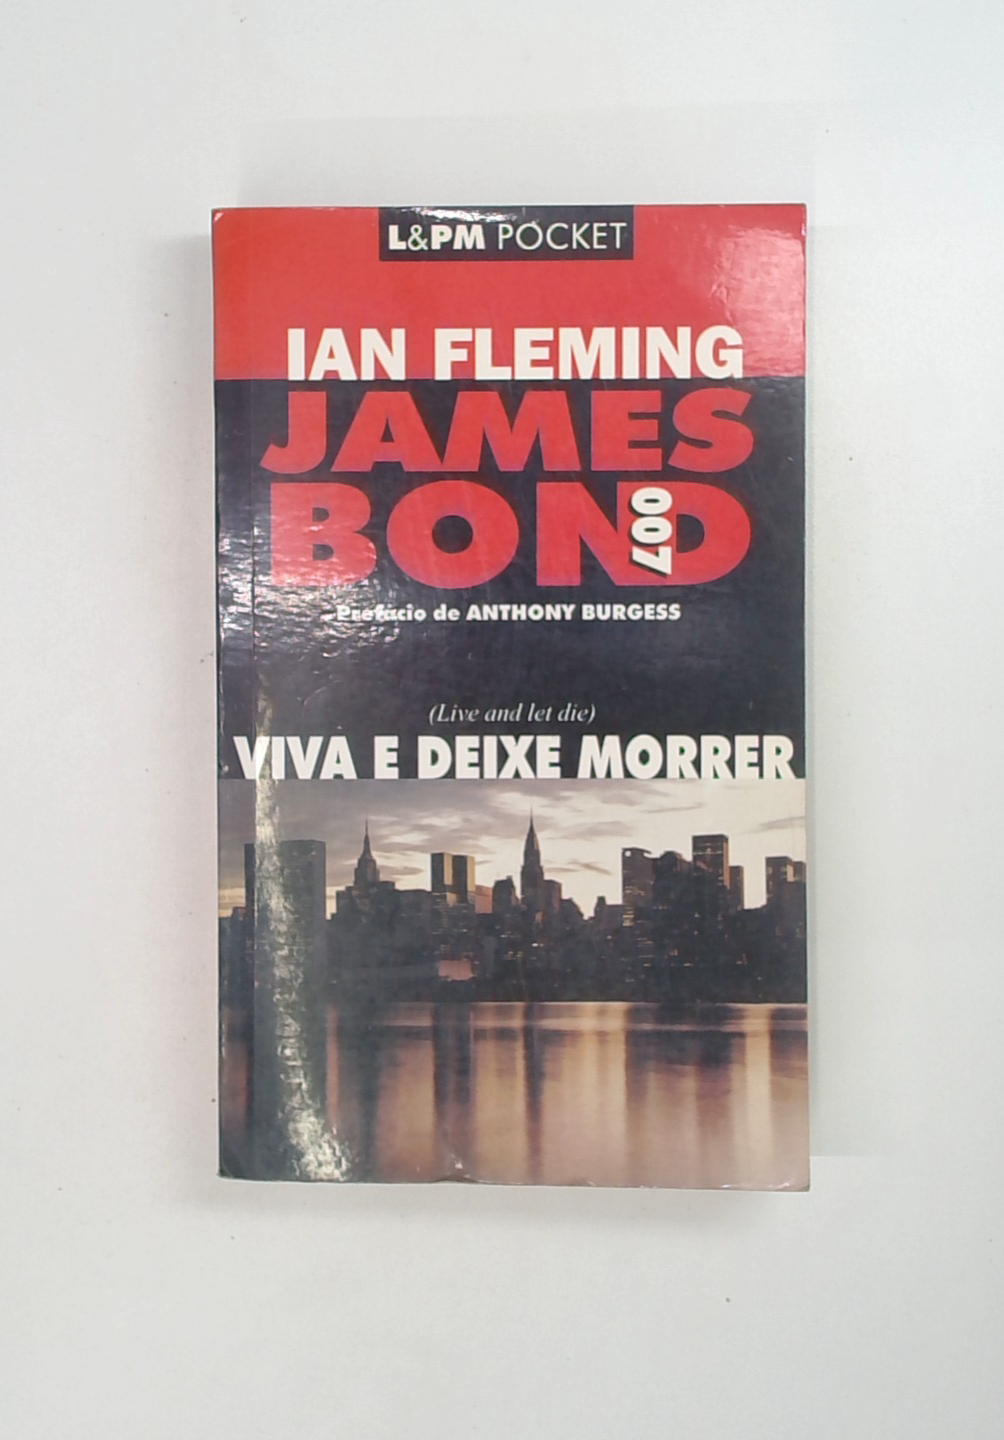 L&PM POCKET
IAN FLEMING
JAMES
BOND
007
Prefácio de ANTHONY BURGESS
(Live and let die)
VIVA E DEIXE MORRER